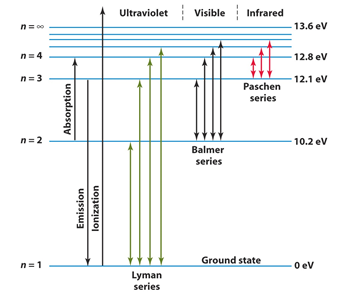 Ultraviolet Visible Infrared
n = ∞ 13.6 eV
n = 4 12.8 eV
n = 3 12.1 eV
Paschen
series
Absorption
n = 2 10.2 eV
Balmer
series
Emission
Ionization
Ground state
n = 1 0 eV
Lyman
series